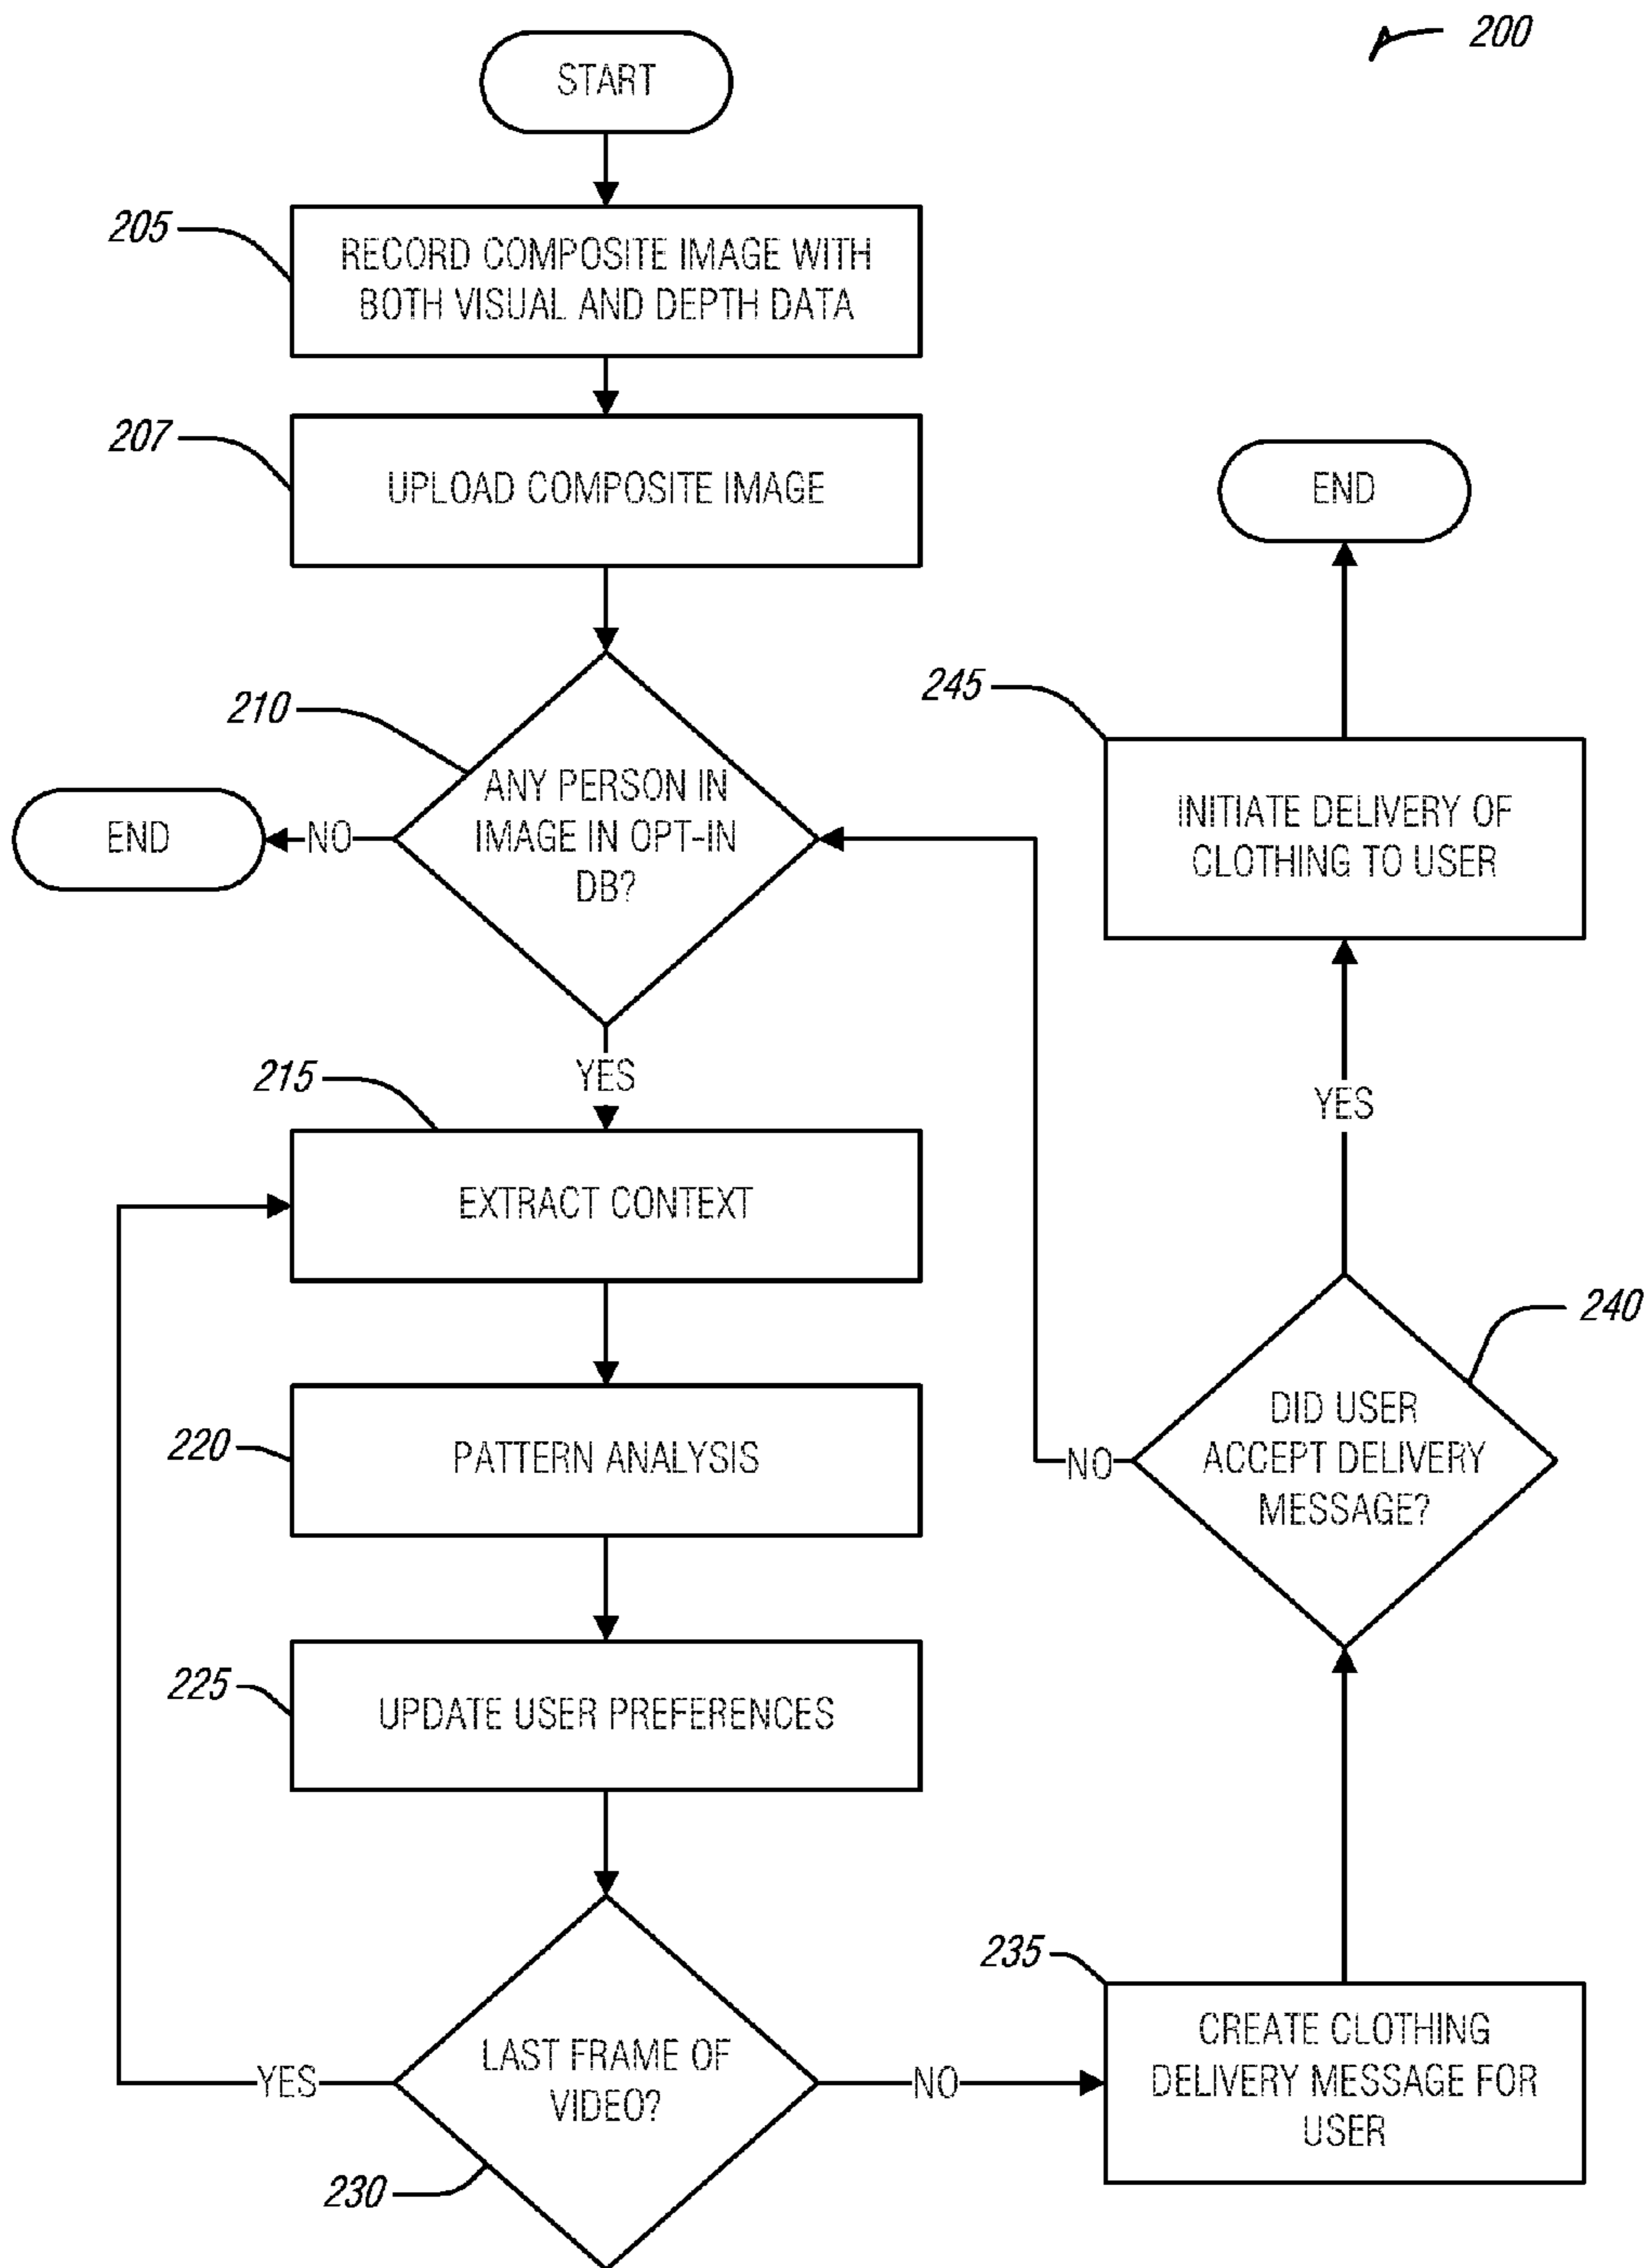 200
START
205
RECORD COMPOSITE IMAGE WITH
BOTH VISUAL AND DEPTH DATA
207
UPLOAD COMPOSITE IMAGE
210
ANY PERSON IN
IMAGE IN OPT-IN
DB?
NO
END
YES
215
EXTRACT CONTEXT
220
PATTERN ANALYSIS
225
UPDATE USER PREFERENCES
LAST FRAME OF
VIDEO?
230
YES
NO
235
CREATE CLOTHING
DELIVERY MESSAGE FOR
USER
240
DID USER
ACCEPT DELIVERY
MESSAGE?
NO
YES
245
INITIATE DELIVERY OF
CLOTHING TO USER
END